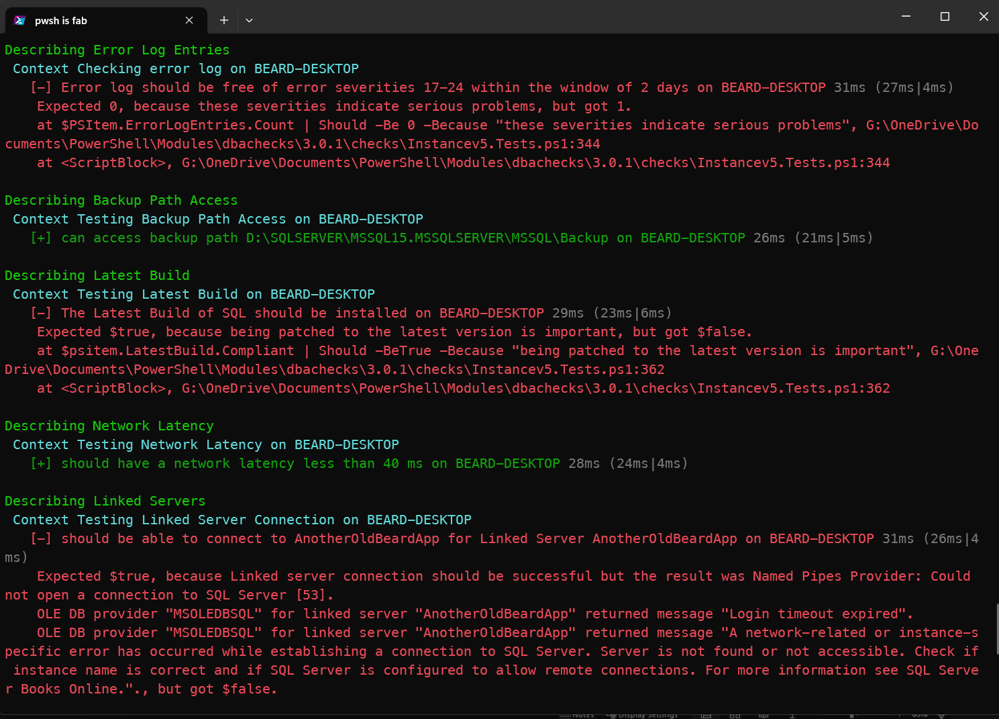 pwsh is fab
Describing Error Log Entries
Context Checking error log on BEARD-DESKTOP
[-] Error log should be free of error severities 17-24 within the window of 2 days on BEARD-DESKTOP 31ms (27ms|4ms)
Expected 0, because these severities indicate serious problems, but got 1.
at $PSItem.ErrorLogEntries.Count | Should -Be 0 -Because "these severities indicate serious problems", G:\OneDrive\Do
cuments\PowerShell\Modules\dbachecks\3.0.1\checks\Instancev5.Tests.ps1:344
at <ScriptBlock>, G:\OneDrive\Documents\PowerShell\Modules\dbachecks\3.0.1\checks\Instancev5.Tests.ps1:344
Describing Backup Path Access
Context Testing Backup Path Access on BEARD-DESKTOP
[+] can access backup path D:\SQLSERVER\MSSQL15.MSSQLSERVER\MSSQL\Backup on BEARD-DESKTOP 26ms (21ms|5ms)
Describing Latest Build
Context Testing Latest Build on BEARD-DESKTOP
[-] The Latest Build of SQL should be installed on BEARD-DESKTOP 29ms (23ms|6ms)
Expected $true, because being patched to the latest version is important, but got $false.
at $psitem.LatestBuild.Compliant | Should -BeTrue -Because "being patched to the latest version is important", G:\One
Drive\Documents\PowerShell\Modules\dbachecks\3.0.1\checks\Instancev5.Tests.ps1:362
at <ScriptBlock>, G:\OneDrive\Documents\PowerShell\Modules\dbachecks\3.0.1\checks\Instancev5.Tests.ps1:362
Describing Network Latency
Context Testing Network Latency on BEARD-DESKTOP
[+] should have a network latency less than 40 ms on BEARD-DESKTOP 28ms (24ms|4ms)
Describing Linked Servers
Context Testing Linked Server Connection on BEARD-DESKTOP
[-] should be able to connect to AnotherOldBeardApp for Linked Server AnotherOldBeardApp on BEARD-DESKTOP 31ms (26ms|4
ms)
Expected $true, because Linked server connection should be successful but the result was Named Pipes Provider: Could
not open a connection to SQL Server [53].
OLE DB provider "MSOLEDBSQL" for linked server "AnotherOldBeardApp" returned message "Login timeout expired".
OLE DB provider "MSOLEDBSQL" for linked server "AnotherOldBeardApp" returned message "A network-related or instance-s
pecific error has occurred while establishing a connection to SQL Server. Server is not found or not accessible. Check if
instance name is correct and if SQL Server is configured to allow remote connections. For more information see SQL Serve
r Books Online."., but got $false.
Notes Display Settings